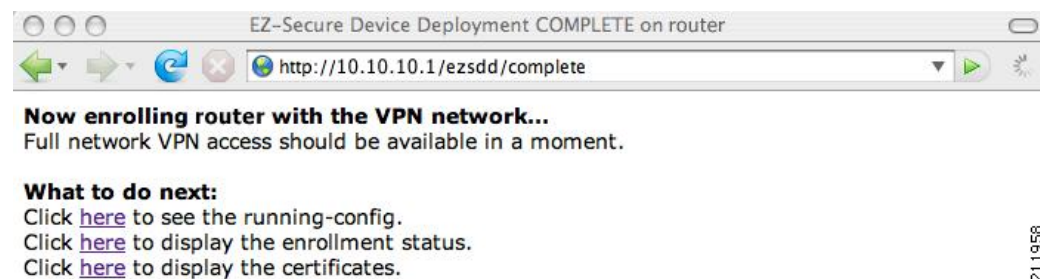 EZ-Secure Device Deployment COMPLETE on router
http://10.10.10.1/ezsdd/complete
Now enrolling router with the VPN network...
Full network VPN access should be available in a moment.
What to do next:
Click here to see the running-config.
Click here to display the enrollment status.
Click here to display the certificates.
211958